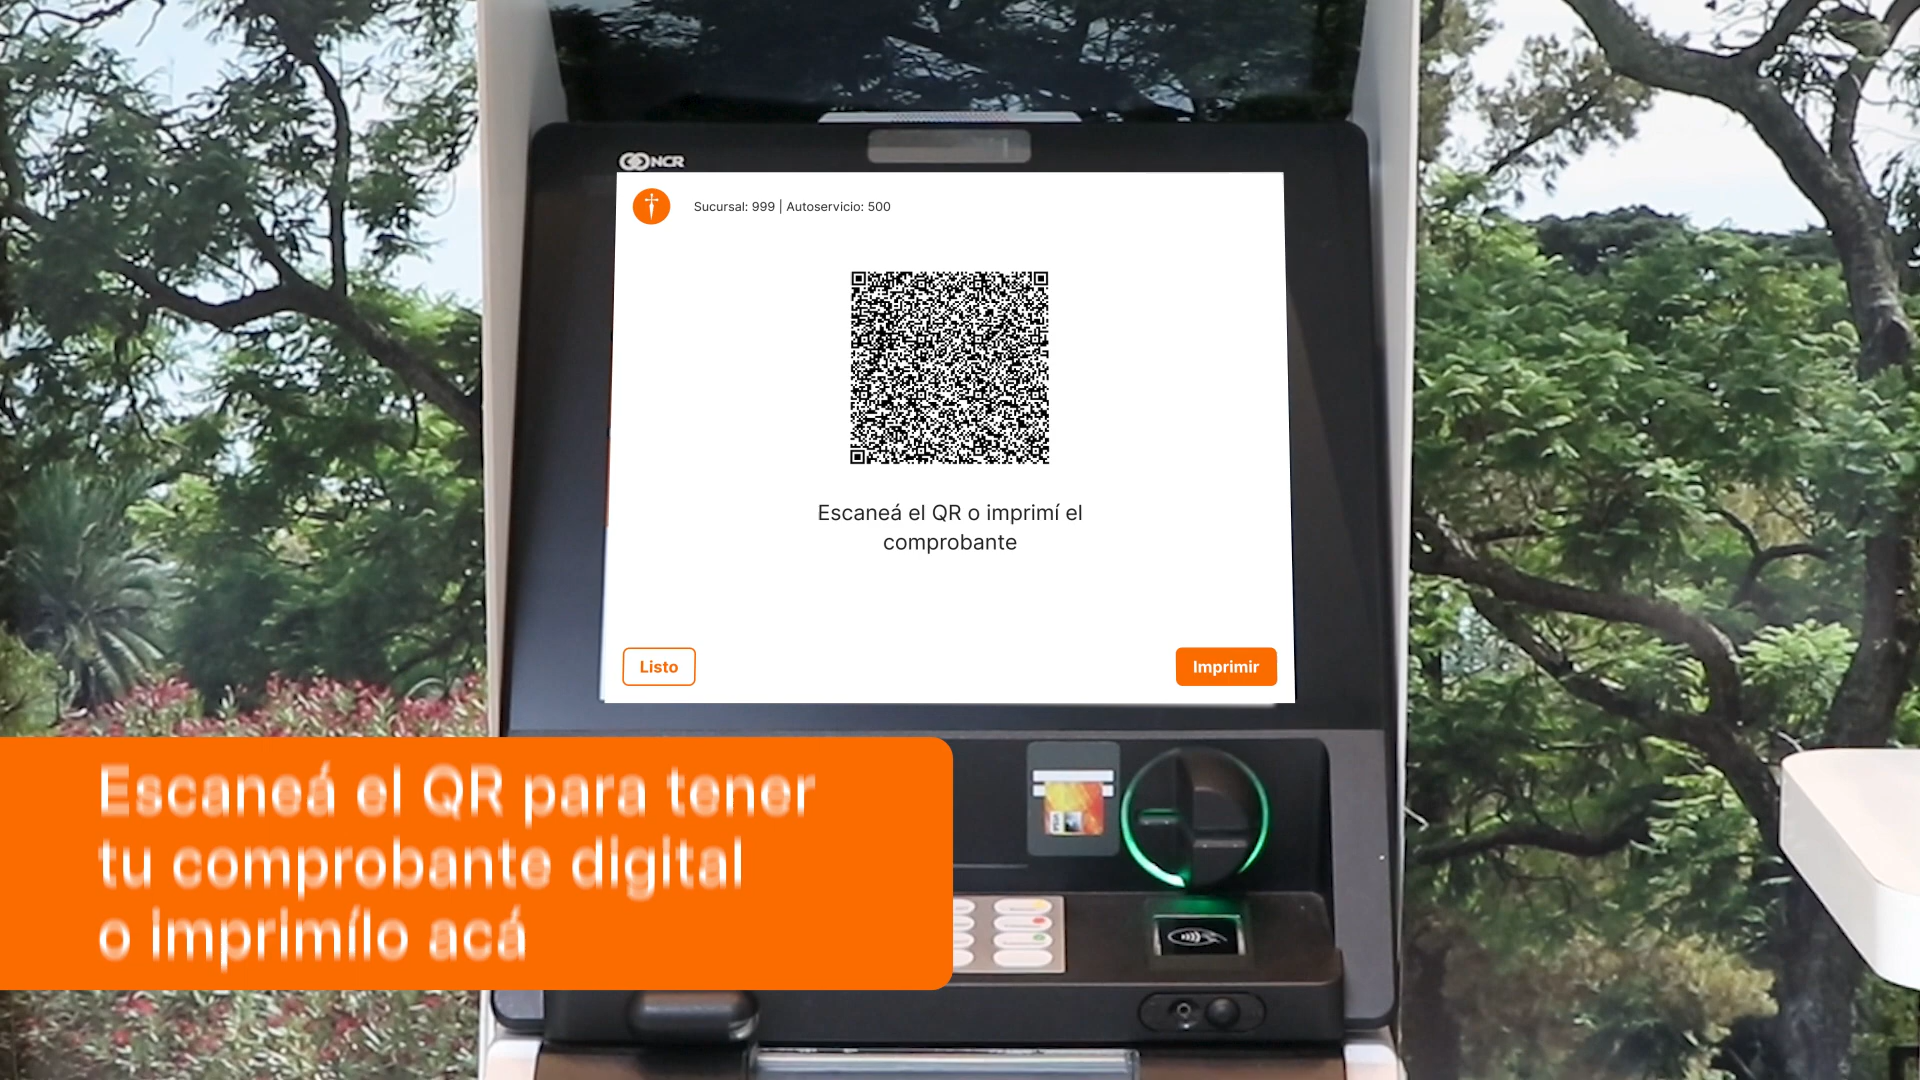 NCR
Sucursal: 999 | Autoservicio: 500
Escaneá el QR o imprimí el
comprobante
Listo
Imprimir
Escaneá el QR para tener
tu comprobante digital
o imprimílo acá